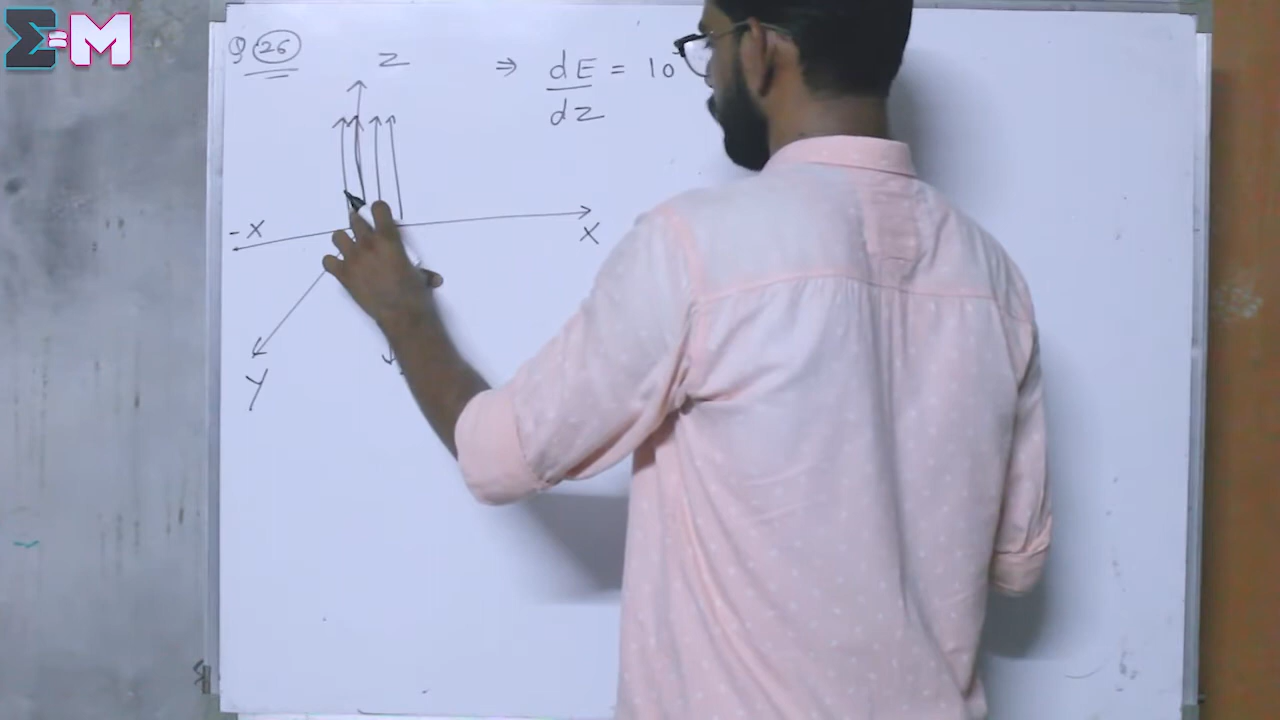 Σ=M
Q 26
Z
⇒ dE/dz = 10
-X
X
Y